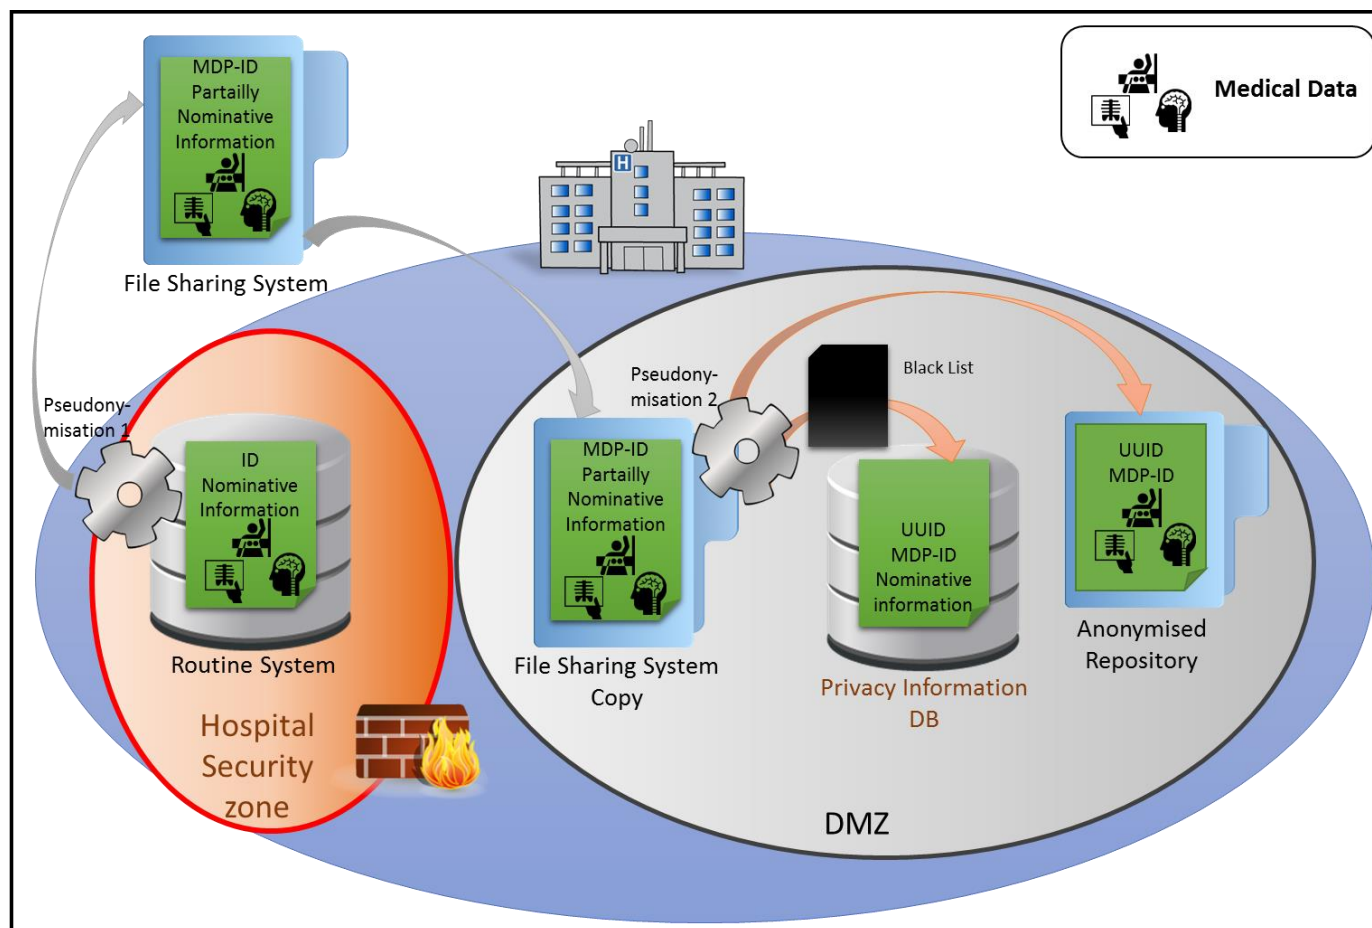 MDP-ID
Partailly
Nominative
Information
File Sharing System
Medical Data
H
Pseudony-
misation 1
ID
Nominative
Information
Routine System
Hospital
Security
zone
Pseudony-
misation 2
Black List
MDP-ID
Partailly
Nominative
Information
File Sharing System
Copy
UUID
MDP-ID
Nominative
information
Privacy Information
DB
UUID
MDP-ID
Anonymised
Repository
DMZ